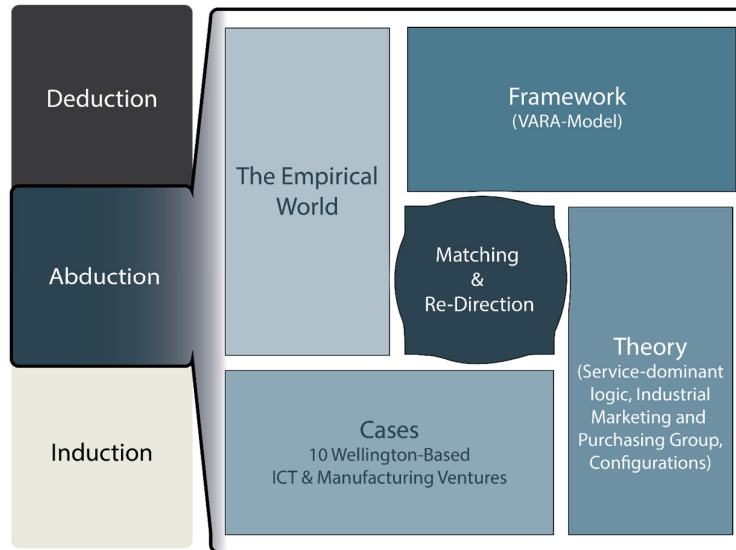 Deduction
Abduction
Induction
The Empirical
World
Framework
(VARA-Model)
Matching
&
Re-Direction
Theory
(Service-dominant
logic, Industrial
Marketing and
Purchasing Group,
Configurations)
Cases
10 Wellington-Based
ICT & Manufacturing Ventures